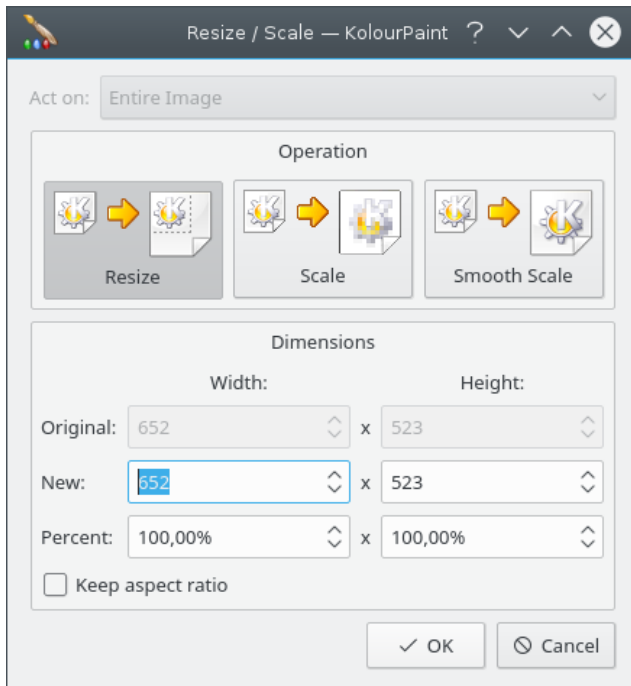 Resize / Scale — KolourPaint
Act on: Entire Image
Operation
Resize Scale Smooth Scale
Dimensions
Width: Height:
Original: 652 x 523
New: 652 x 523
Percent: 100,00% x 100,00%
Keep aspect ratio
OK Cancel